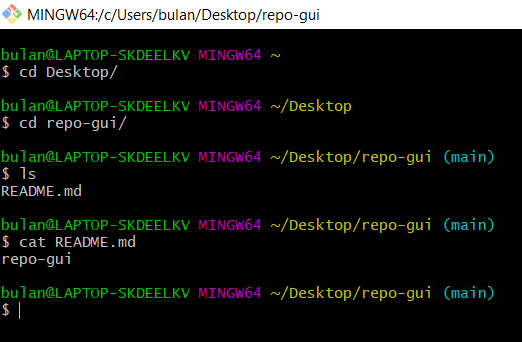 MINGW64:/c/Users/bulan/Desktop/repo-gui
bulan@LAPTOP-SKDEELKV MINGW64 ~
$ cd Desktop/
bulan@LAPTOP-SKDEELKV MINGW64 ~/Desktop
$ cd repo-gui/
bulan@LAPTOP-SKDEELKV MINGW64 ~/Desktop/repo-gui (main)
$ ls
README.md
bulan@LAPTOP-SKDEELKV MINGW64 ~/Desktop/repo-gui (main)
$ cat README.md
repo-gui
bulan@LAPTOP-SKDEELKV MINGW64 ~/Desktop/repo-gui (main)
$